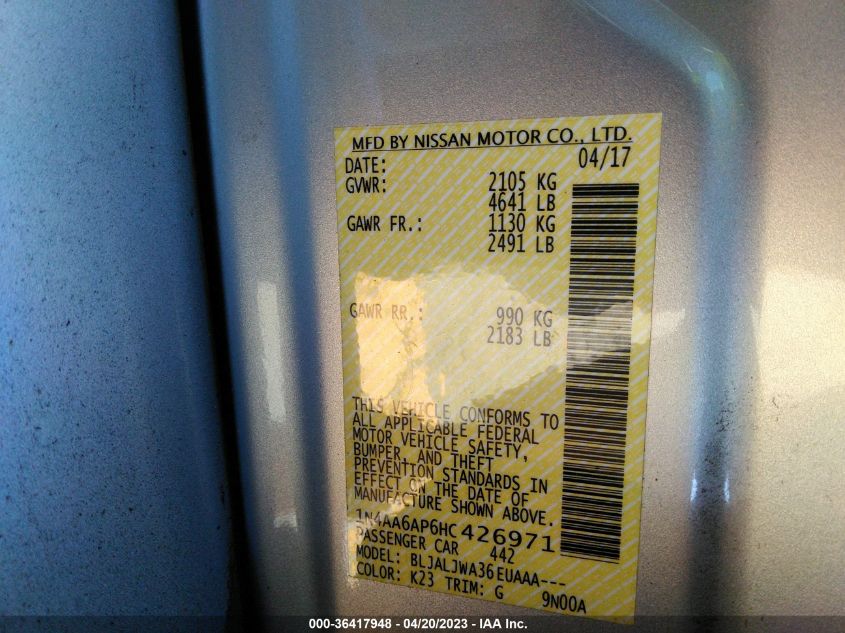 MFD BY NISSAN MOTOR CO., LTD.
DATE: 04/17
GVWR: 2105 KG
4641 LB
GAWR FR.: 1130 KG
2491 LB
GAWR RR.: 990 KG
2183 LB
THIS VEHICLE CONFORMS TO
ALL APPLICABLE FEDERAL
MOTOR VEHICLE SAFETY,
BUMPER, AND THEFT
PREVENTION STANDARDS IN
EFFECT ON THE DATE OF
MANUFACTURE SHOWN ABOVE.
1N4AA6AP6HC426971
PASSENGER CAR 442
MODEL: BLJALJWA36EUAAA---
COLOR: K23 TRIM: G 9N00A
000-36417948 - 04/20/2023 - IAA Inc.